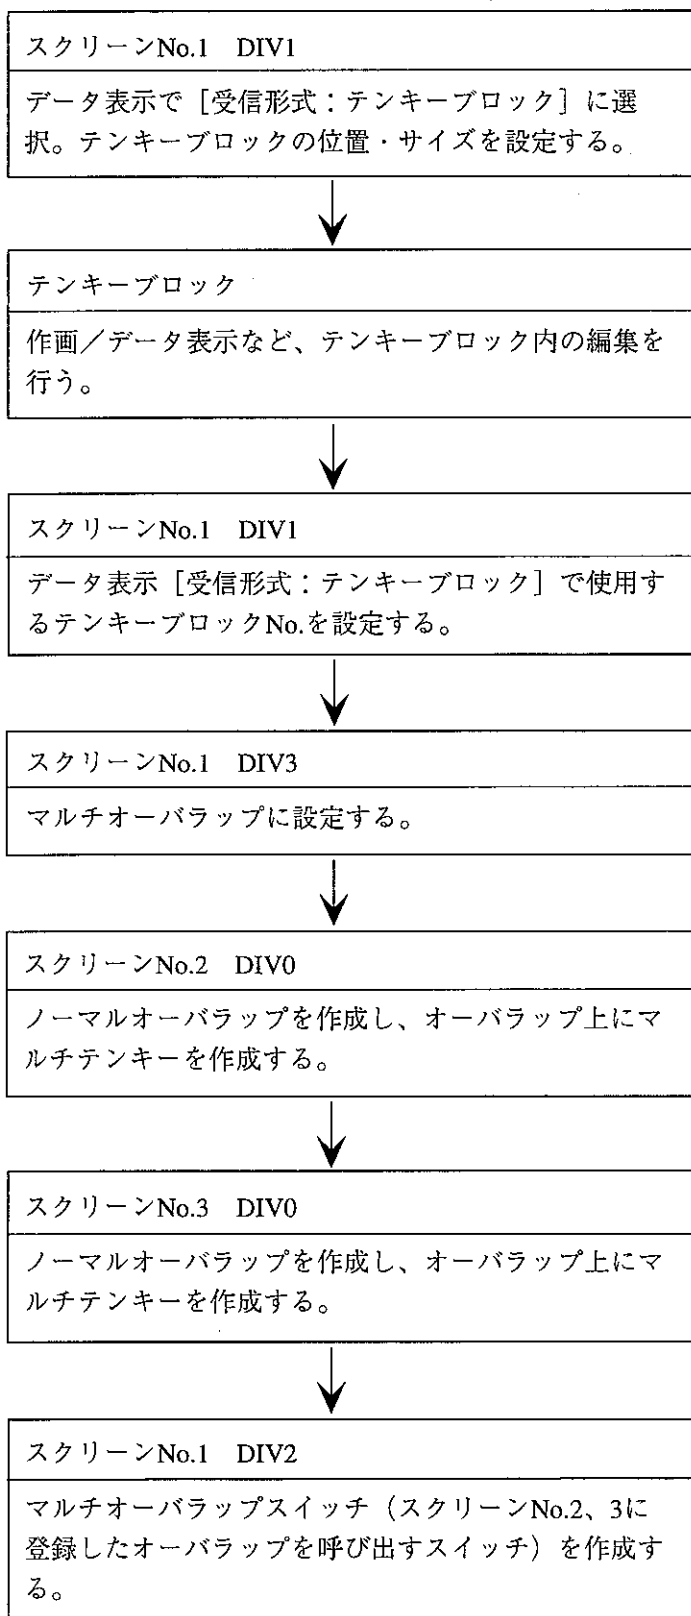 スクリーンNo.1　DIV1
データ表示で［受信形式：テンキーブロック］に選
択。テンキーブロックの位置・サイズを設定する。
テンキーブロック
作画／データ表示など、テンキーブロック内の編集を
行う。
スクリーンNo.1　DIV1
データ表示［受信形式：テンキーブロック］で使用す
るテンキーブロックNo.を設定する。
スクリーンNo.1　DIV3
マルチオーバラップに設定する。
スクリーンNo.2　DIV0
ノーマルオーバラップを作成し、オーバラップ上にマ
ルチテンキーを作成する。
スクリーンNo.3　DIV0
ノーマルオーバラップを作成し、オーバラップ上にマ
ルチテンキーを作成する。
スクリーンNo.1　DIV2
マルチオーバラップスイッチ（スクリーンNo.2、3に
登録したオーバラップを呼び出すスイッチ）を作成す
る。